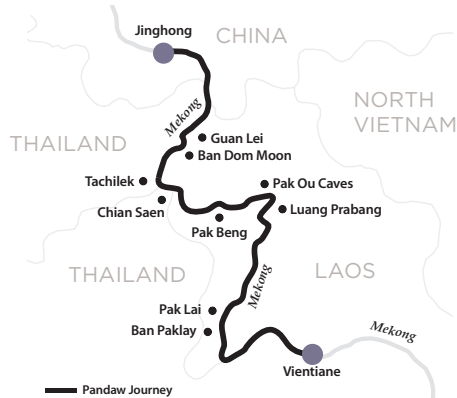 Jinghong
CHINA
Mekong
NORTH
VIETNAM
THAILAND
Guan Lei
Ban Dom Moon
Tachilek
Pak Ou Caves
Chian Saen
Luang Prabang
Pak Beng
THAILAND
Mekong
LAOS
Pak Lai
Ban Paklay
Mekong
Vientiane
Pandaw Journey